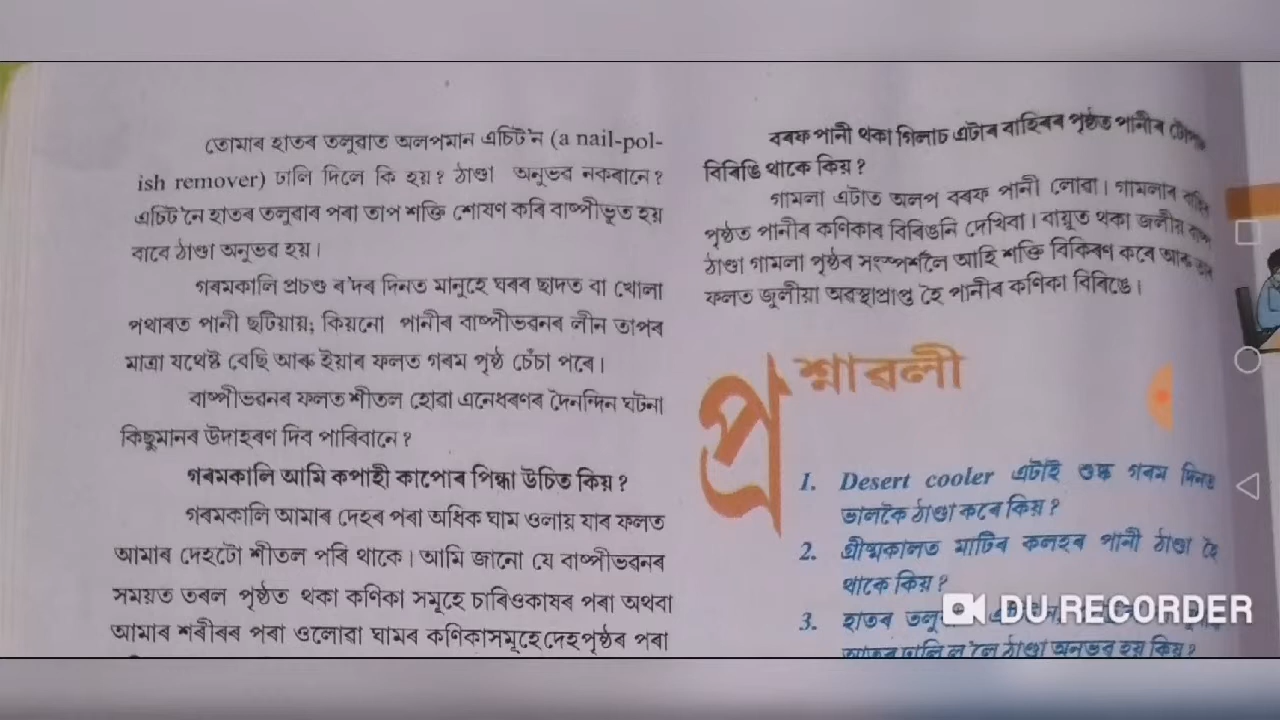 তোমাৰ হাতৰ তলুৱাত অলপমান এচিট'ন (a nail-pol-
ish remover) ঢালি দিলে কি হয়? ঠাণ্ডা অনুভৱ নকৰানে?
এচিট'নে হাতৰ তলুৱাৰ পৰা তাপ শক্তি শোষণ কৰি বাষ্পীভূত হয়
বাবে ঠাণ্ডা অনুভৱ হয়।
গৰমকালি প্ৰচণ্ড ৰ'দৰ দিনত মানুহে ঘৰৰ ছাদত বা খোলা
পথাৰত পানী ছটিয়ায়; কিয়নো পানীৰ বাষ্পীভৱনৰ লীন তাপৰ
মাত্ৰা যথেষ্ট বেছি আৰু ইয়াৰ ফলত গৰম পৃষ্ঠ চেঁচা পৰে।
বাষ্পীভৱনৰ ফলত শীতল হোৱা এনেধৰণৰ দৈনন্দিন ঘটনা
কিছুমানৰ উদাহৰণ দিব পাৰিবানে?
গৰমকালি আমি কপাহী কাপোৰ পিন্ধা উচিত কিয়?
গৰমকালি আমাৰ দেহৰ পৰা অধিক ঘাম ওলায় যাৰ ফলত
আমাৰ দেহটো শীতল পৰি থাকে। আমি জানো যে বাষ্পীভৱনৰ
সময়ত তৰল পৃষ্ঠত থকা কণিকা সমূহে চাৰিওকাষৰ পৰা অথবা
আমাৰ শৰীৰৰ পৰা ওলোৱা ঘামৰ কণিকাসমূহে দেহপৃষ্ঠৰ পৰা
বৰফ পানী থকা গিলাচ এটাৰ বাহিৰৰ পৃষ্ঠত পানীৰ
বিৰিঙি থাকে কিয়?
গামলা এটাত অলপ বৰফ পানী লোৱা। গামলাৰ
পৃষ্ঠত পানীৰ কণিকাৰ বিৰিঙনি দেখিবা। বায়ুত থকা জলীয়
ঠাণ্ডা গামলা পৃষ্ঠৰ সংস্পৰ্শলৈ আহি শক্তি বিকিৰণ কৰে আৰু
ফলত জুলীয়া অৱস্থাপ্ৰাপ্ত হৈ পানীৰ কণিকা বিৰিঙে।
প্ৰশ্নাৱলী
1. Desert cooler এটাই শুষ্ক গৰম দিনত
ভালকৈ ঠাণ্ডা কৰে কিয়?
2. গ্ৰীষ্মকালত মাটিৰ কলহৰ পানী ঠাণ্ডা হৈ
থাকে কিয়?
3. হাতৰ
ঠাণ্ডা অনুভৱ হয় কিয়?
DU RECORDER